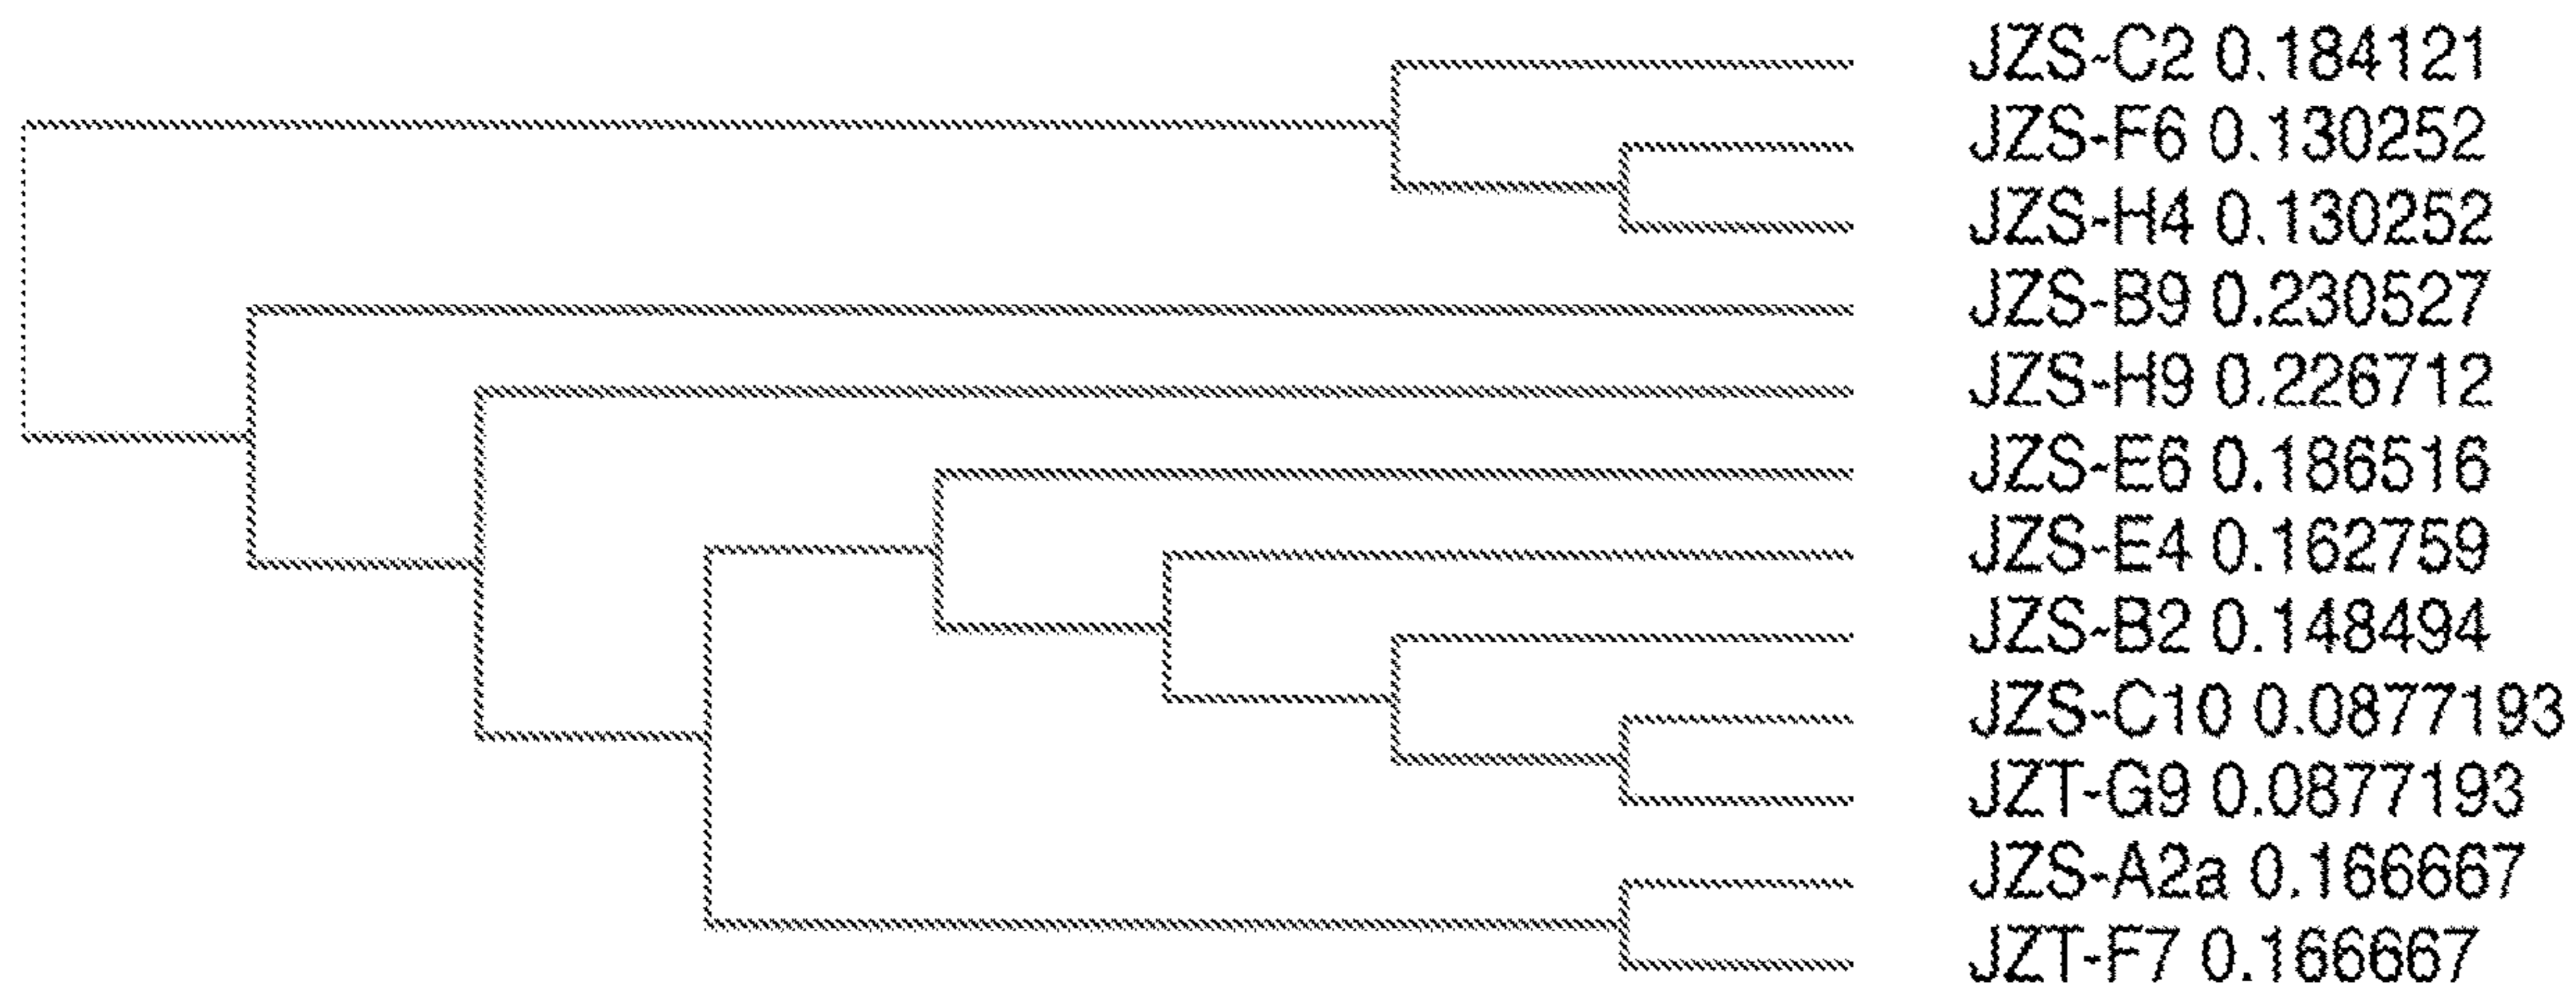 JZS-C2 0.184121
JZS-F6 0.130252
JZS-H4 0.130252
JZS-B9 0.230527
JZS-H9 0.226712
JZS-E6 0.186516
JZS-E4 0.162759
JZS-B2 0.148494
JZS-C10 0.0877193
JZT-G9 0.0877193
JZS-A2a 0.166667
JZT-F7 0.166667